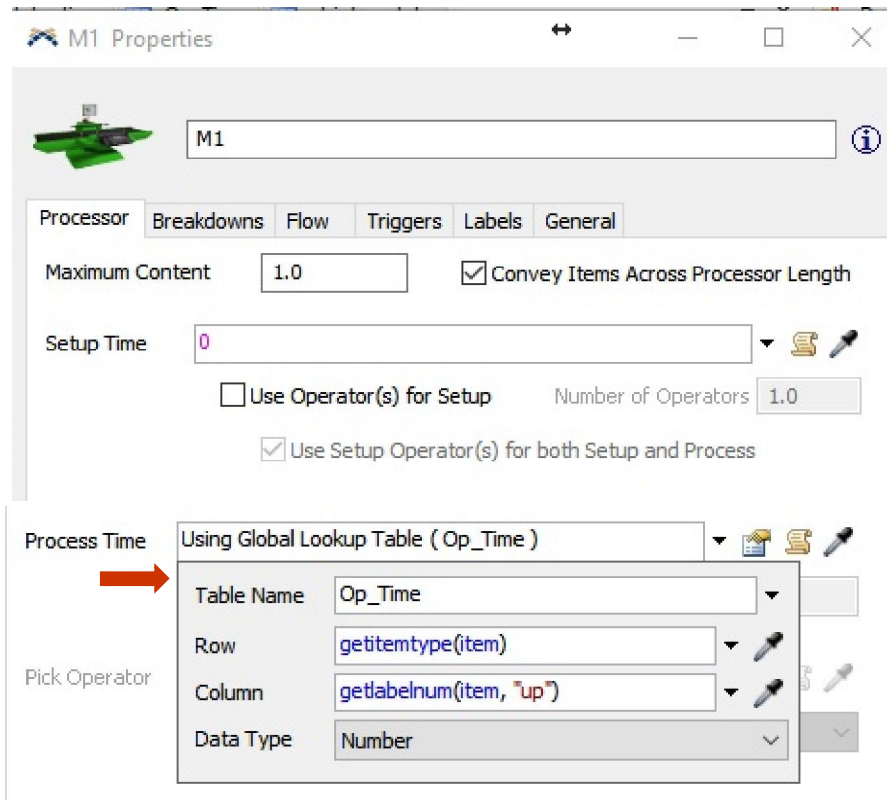 M1 Properties
M1
Processor Breakdowns Flow Triggers Labels General
Maximum Content 1.0 Convey Items Across Processor Length
Setup Time 0
Use Operator(s) for Setup Number of Operators 1.0
Use Setup Operator(s) for both Setup and Process
Process Time Using Global Lookup Table ( Op_Time )
Table Name Op_Time
Row getitemtype(item)
Pick Operator
Column getlabelnum(item, "up")
Data Type Number